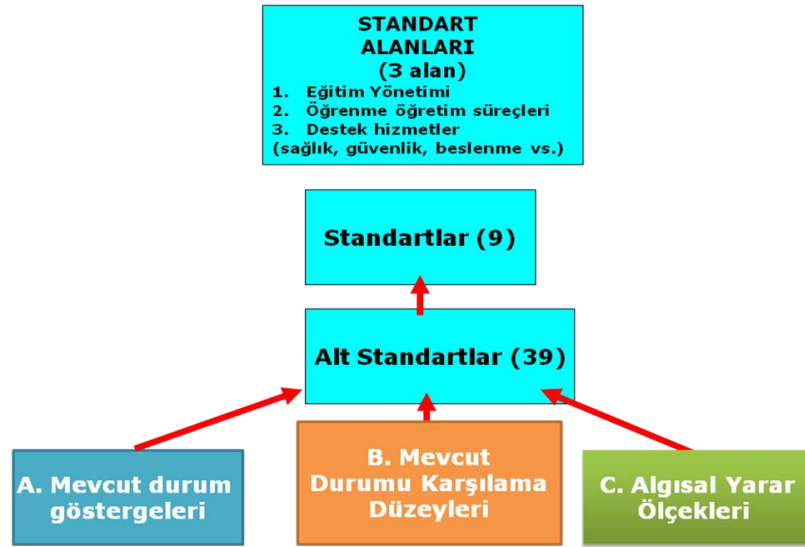 STANDART
ALANLARI
(3 alan)
1. Eğitim Yönetimi
2. Öğrenme öğretim süreçleri
3. Destek hizmetler
(sağlık, güvenlik, beslenme vs.)
Standartlar (9)
Alt Standartlar (39)
A. Mevcut durum
göstergeleri
B. Mevcut
Durumu Karşılama
Düzeyleri
C. Algısal Yarar
Ölçekleri